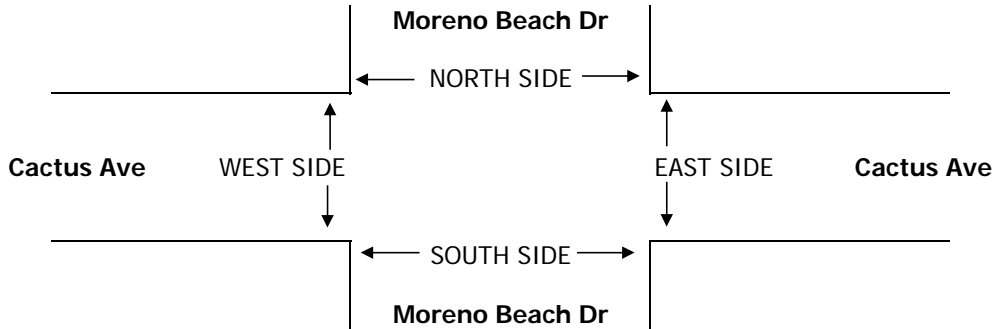 Moreno Beach Dr
NORTH SIDE
Cactus Ave WEST SIDE EAST SIDE Cactus Ave
SOUTH SIDE
Moreno Beach Dr